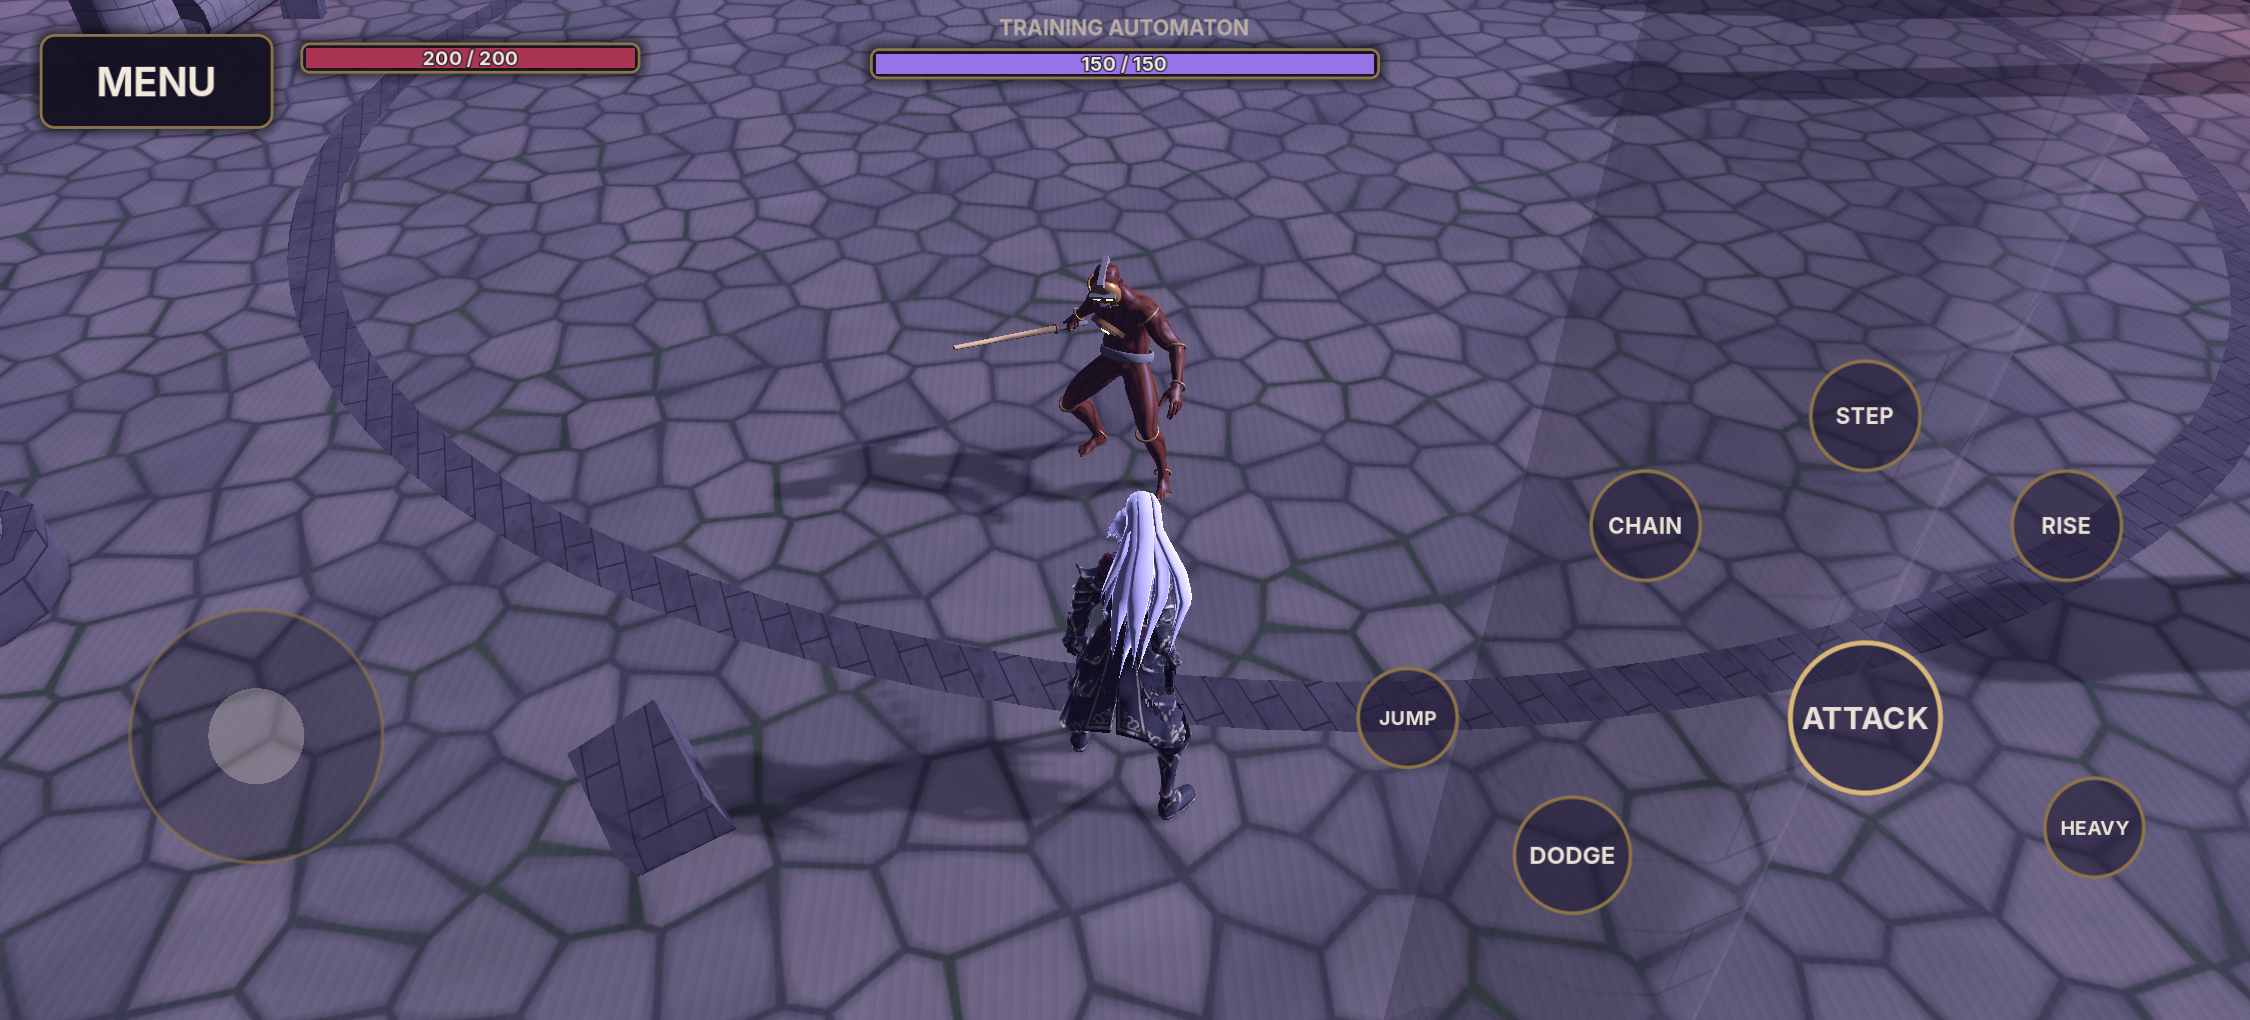 TRAINING AUTOMATON
MENU
200 / 200
150 / 150
STEP
CHAIN
RISE
JUMP
ATTACK
DODGE
HEAVY